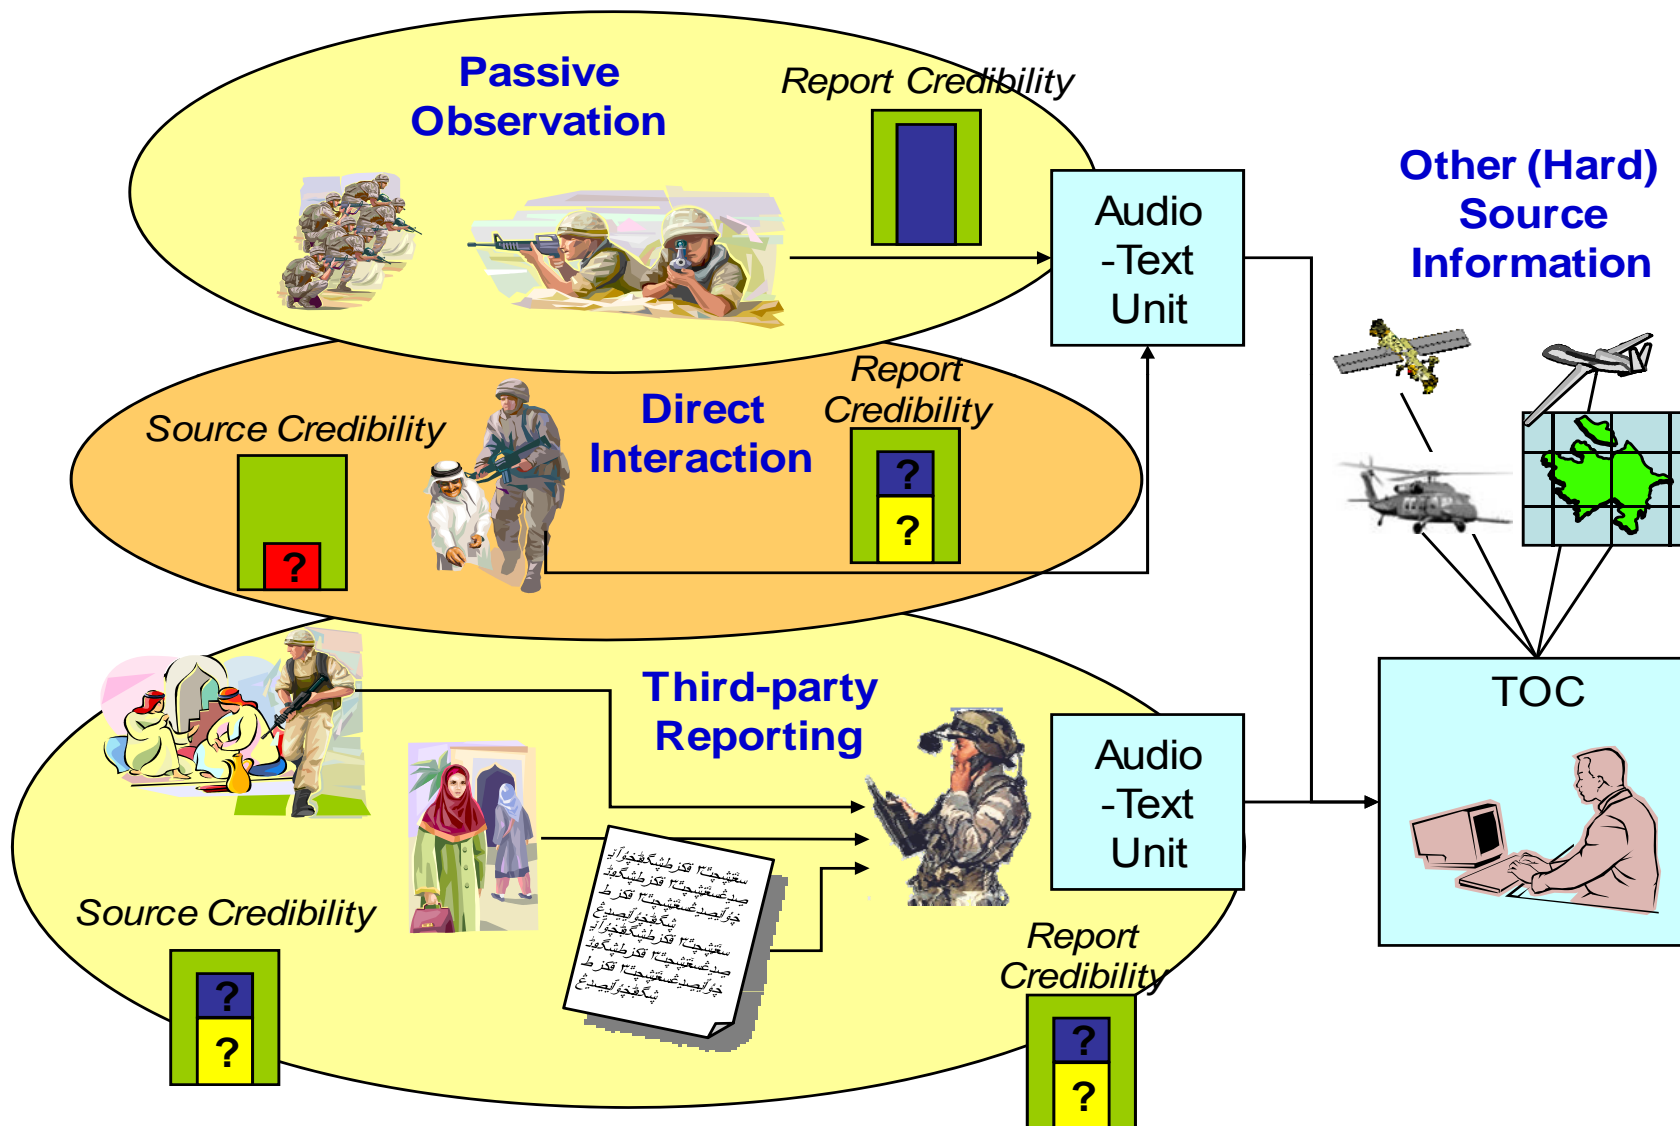 Passive
Observation
Report Credibility
Audio
-Text
Unit
Other (Hard)
Source
Information
Source Credibility
?
Direct
Interaction
Report
Credibility
?
?
Third-party
Reporting
Audio
-Text
Unit
TOC
Source Credibility
?
?
Report
Credibility
?
?